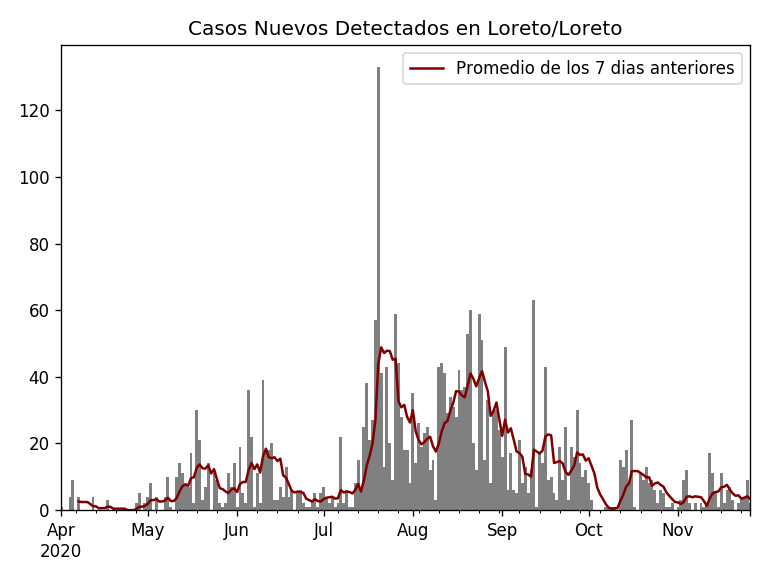 Casos Nuevos Detectados en Loreto/Loreto
Promedio de los 7 dias anteriores
120
100
80
60
40
20
0
Apr May Jun Jul Aug Sep Oct Nov
2020